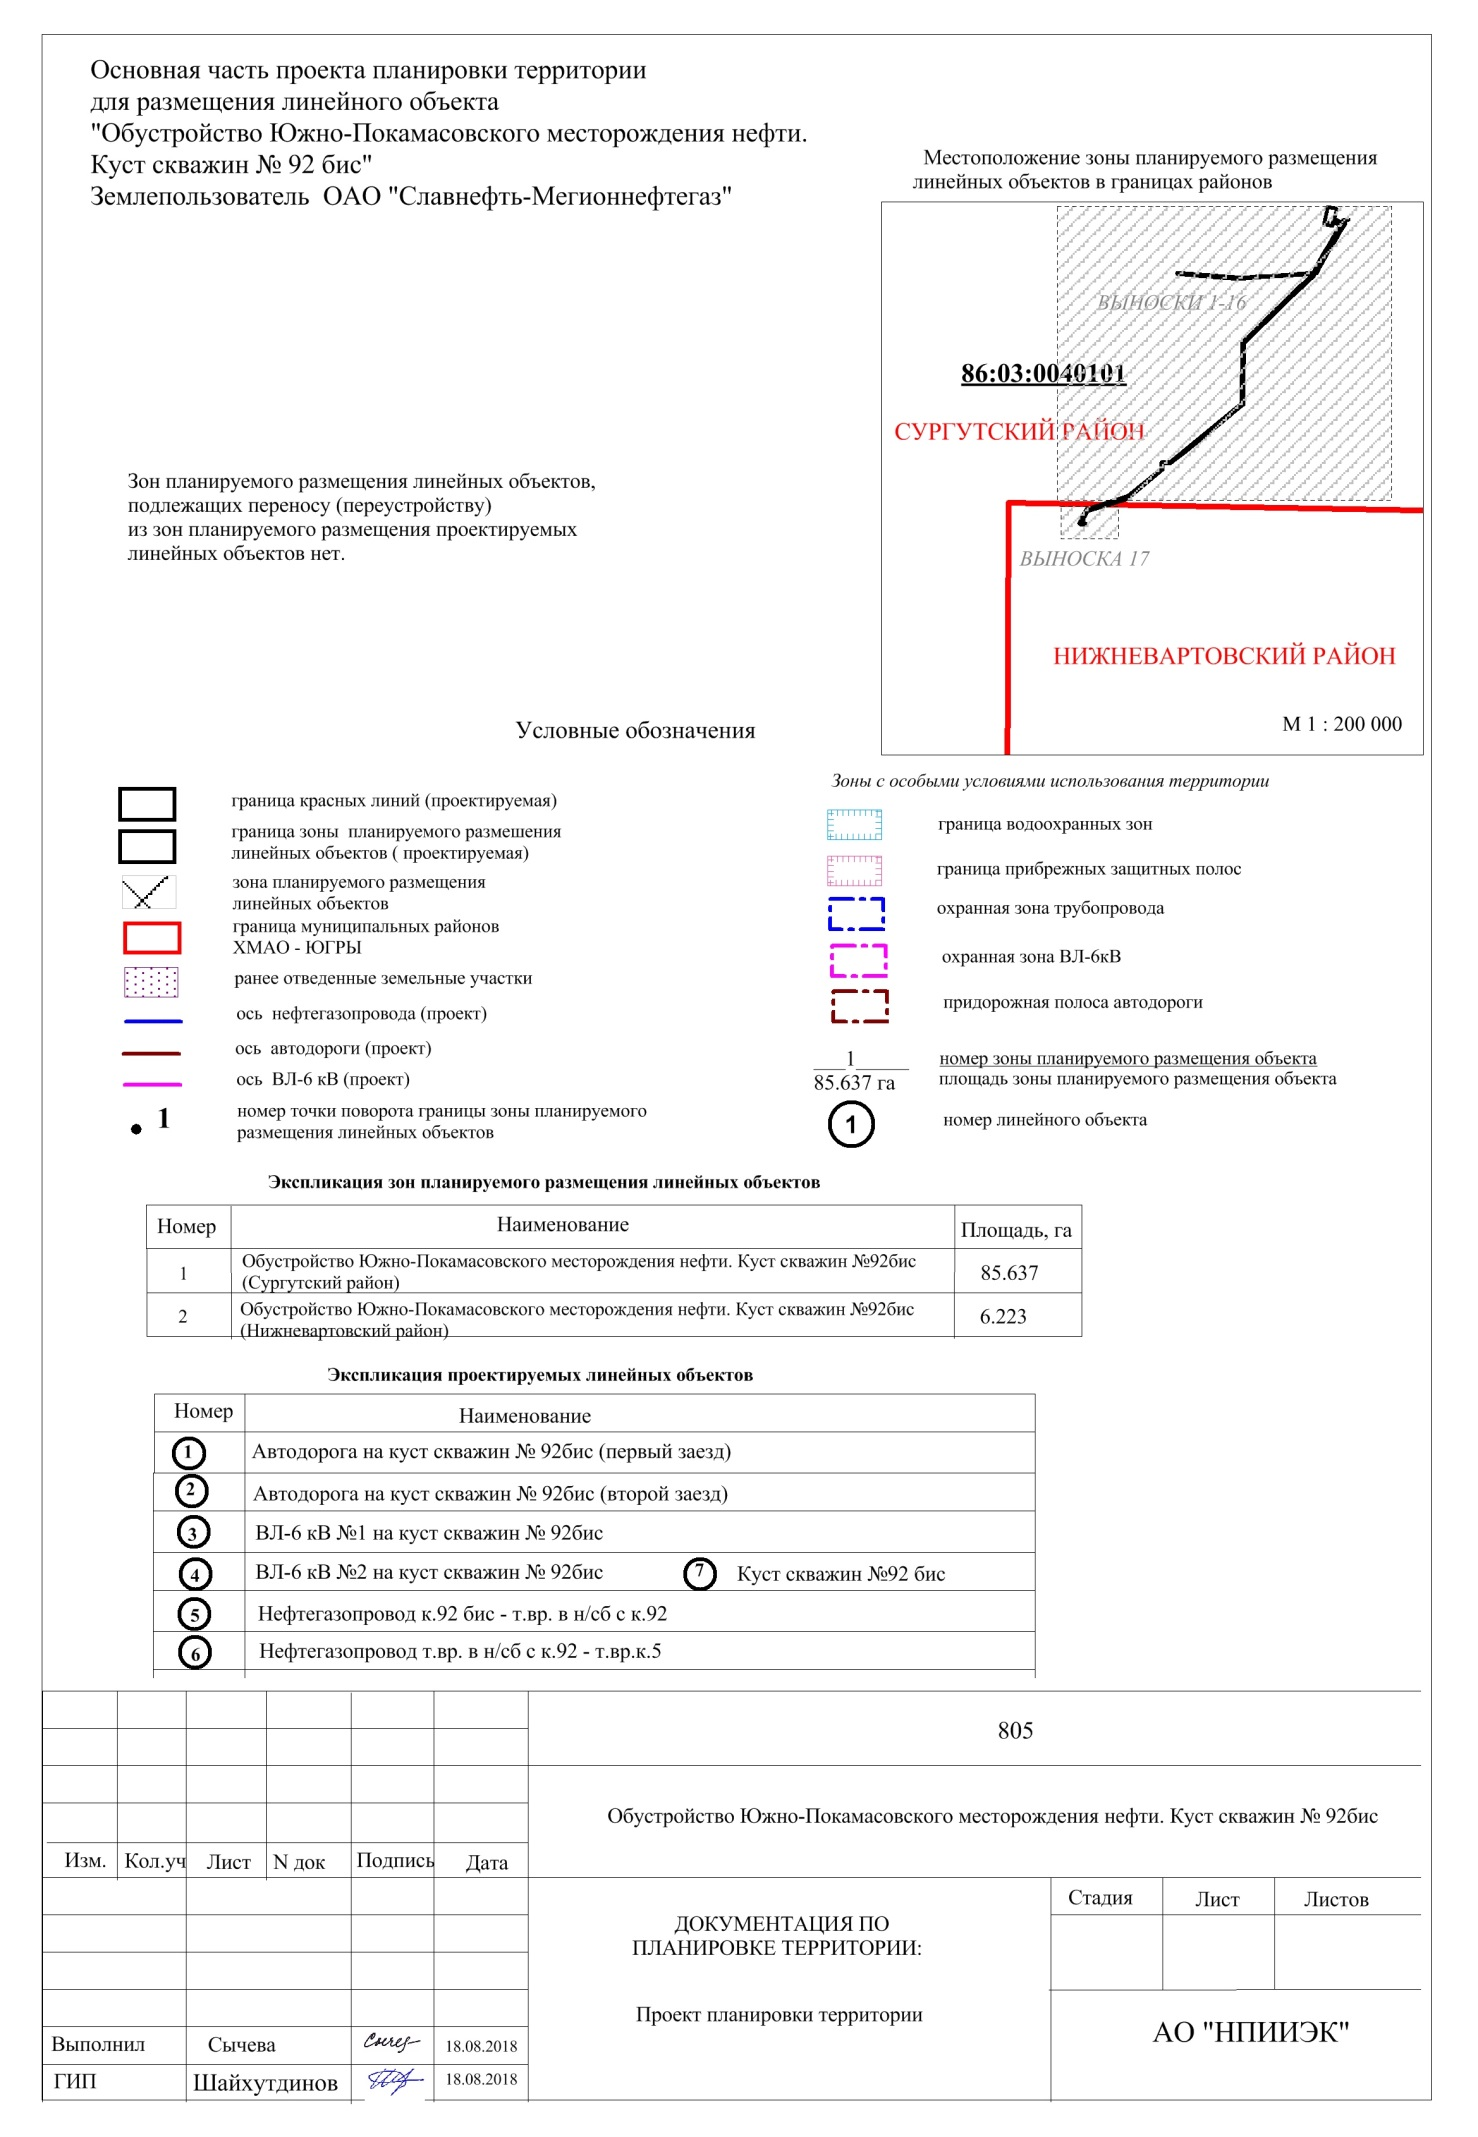 Основная часть проекта планировки территории
для размещения линейного объекта
"Обустройство Южно-Покамасовского месторождения нефти.
Куст скважин № 92 бис"
Землепользователь ОАО "Славнефть-Мегионнефтегаз"
Местоположение зоны планируемого размещения
линейных объектов в границах районов
ВЫНОСКИ 1-16
86:03:0040101
СУРГУТСКИЙ РАЙОН
ВЫНОСКА 17
НИЖНЕВАРТОВСКИЙ РАЙОН
М 1 : 200 000
Зон планируемого размещения линейных объектов,
подлежащих переносу (переустройству)
из зон планируемого размещения проектируемых
линейных объектов нет.
Условные обозначения
граница красных линий (проектируемая)
граница зоны планируемого размешения
линейных объектов ( проектируемая)
зона планируемого размещения
линейных объектов
граница муниципальных районов
ХМАО - ЮГРЫ
ранее отведенные земельные участки
ось нефтегазопровода (проект)
ось автодороги (проект)
ось ВЛ-6 кВ (проект)
1
номер точки поворота границы зоны планируемого
размещения линейных объектов
Зоны с особыми условиями использования территории
граница водоохранных зон
граница прибрежных защитных полос
охранная зона трубопровода
охранная зона ВЛ-6кВ
придорожная полоса автодороги
1
85.637 га
номер зоны планируемого размещения объекта
площадь зоны планируемого размещения объекта
1
номер линейного объекта
Экспликация зон планируемого размещения линейных объектов
Номер Наименование Площадь, га
1 Обустройство Южно-Покамасовского месторождения нефти. Куст скважин №92бис
(Сургутский район) 85.637
2 Обустройство Южно-Покамасовского месторождения нефти. Куст скважин №92бис
(Нижневартовский район) 6.223
Экспликация проектируемых линейных объектов
Номер Наименование
1 Автодорога на куст скважин № 92бис (первый заезд)
2 Автодорога на куст скважин № 92бис (второй заезд)
3 ВЛ-6 кВ №1 на куст скважин № 92бис
4 ВЛ-6 кВ №2 на куст скважин № 92бис 7 Куст скважин №92 бис
5 Нефтегазопровод к.92 бис - т.вр. в н/сб с к.92
6 Нефтегазопровод т.вр. в н/сб с к.92 - т.вр.к.5
805
Обустройство Южно-Покамасовского месторождения нефти. Куст скважин № 92бис
Изм. Кол.уч Лист N док Подпись Дата
ДОКУМЕНТАЦИЯ ПО
ПЛАНИРОВКЕ ТЕРРИТОРИИ:
Проект планировки территории
Стадия Лист Листов
АО "НПИИЭК"
Выполнил Сычева 18.08.2018
ГИП Шайхутдинов 18.08.2018